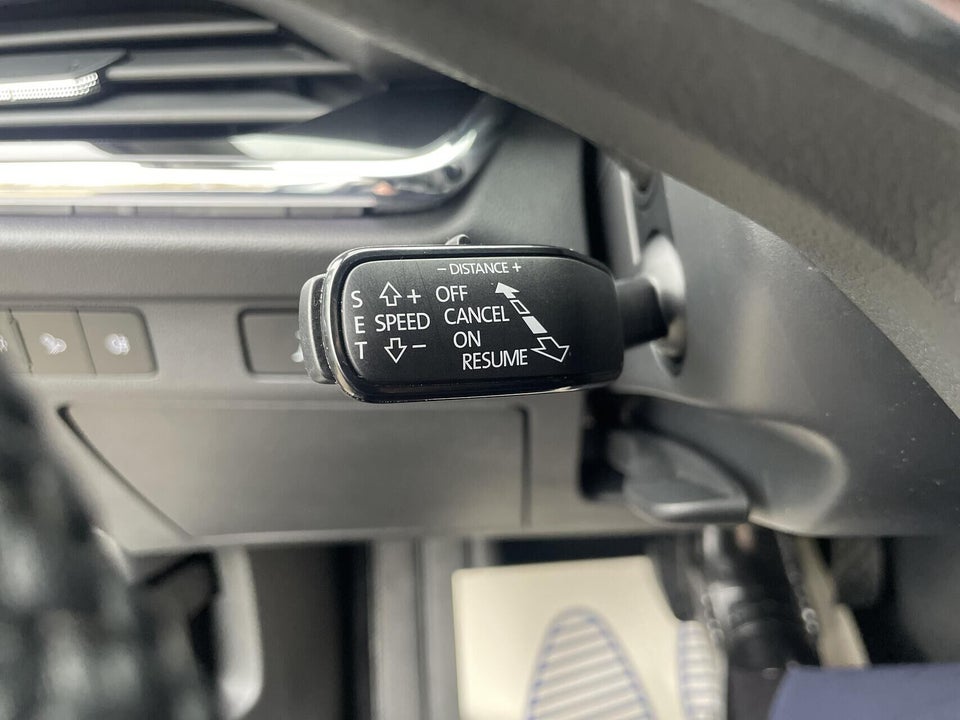 − DISTANCE +
S + OFF
E SPEED CANCEL
T − ON
RESUME